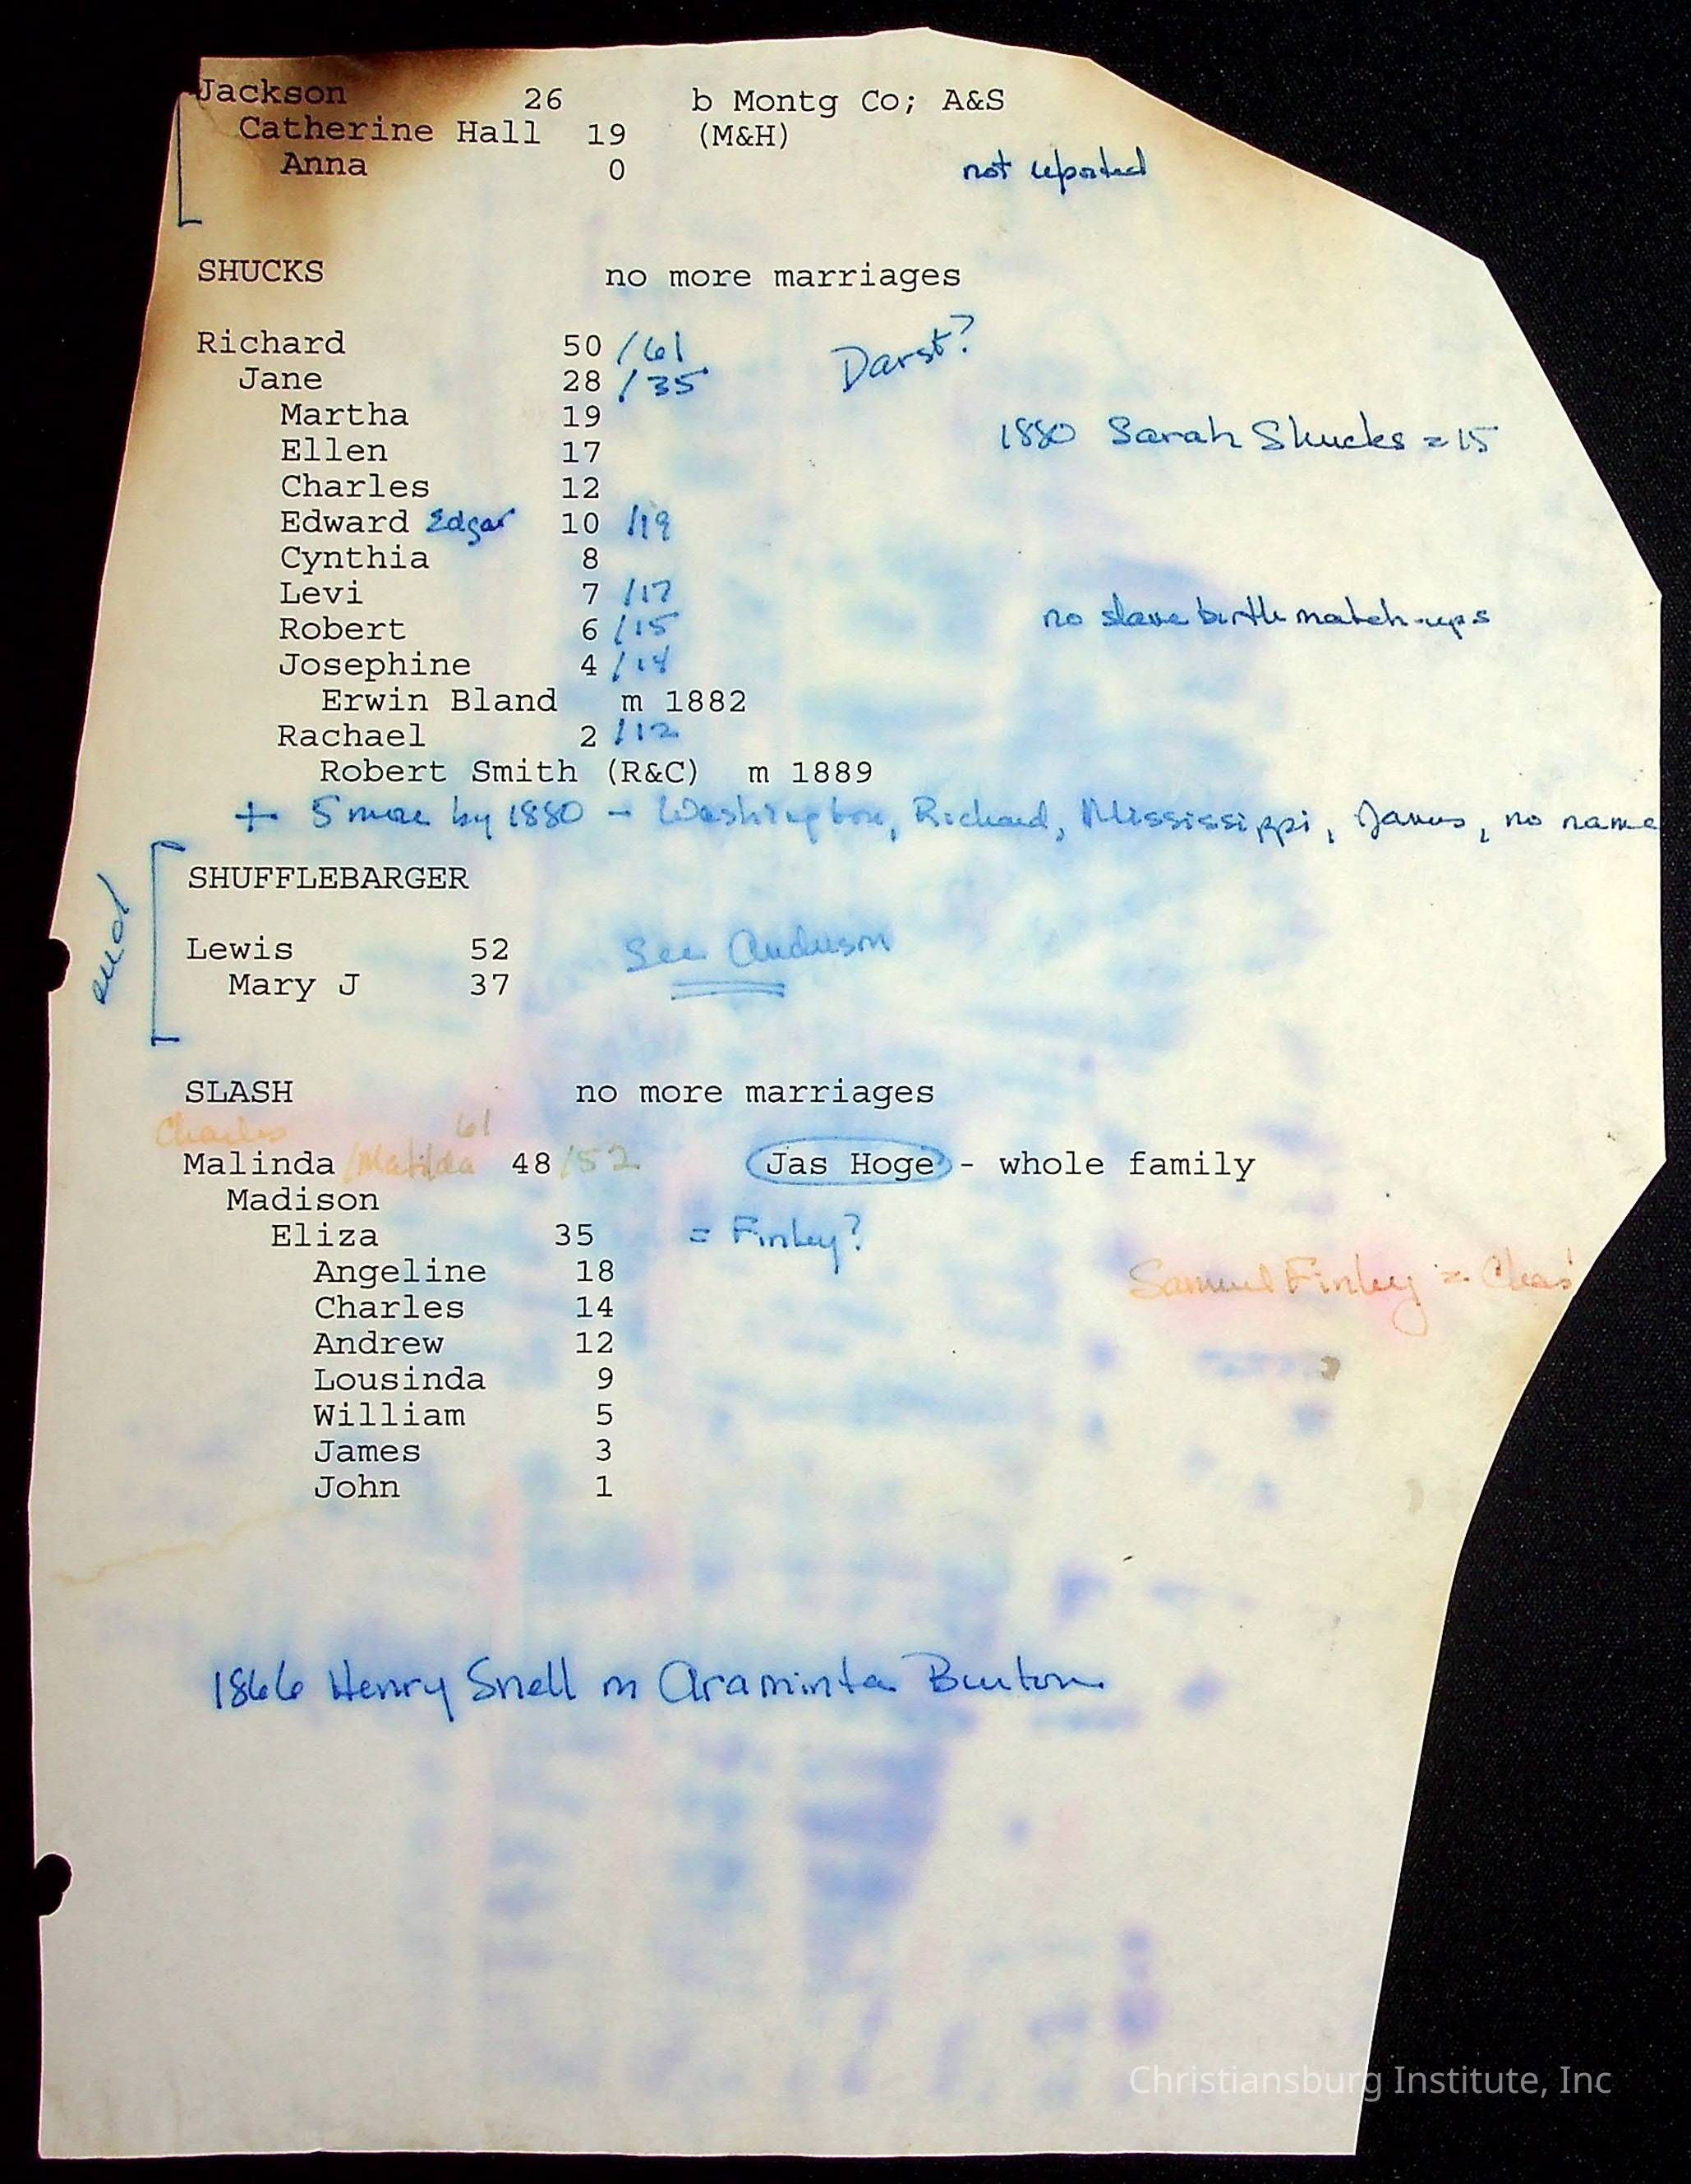 Jackson 26 b Montg Co; A&S
Catherine Hall 19 (M&H)
Anna 0 not reported
SHUCKS no more marriages
Richard 50 /61 Darst?
Jane 28 /35
Martha 19 1880 Sarah Shucks = 15
Ellen 17
Charles 12
Edward Edgar 10 /19
Cynthia 8
Levi 7 /17 no slave birth match-ups
Robert 6 /15
Josephine 4 /14
Erwin Bland m 1882
Rachael 2 /12
Robert Smith (R&C) m 1889
+ 5 more by 1880 - Washington, Richard, Mississippi, James, no name
SHUFFLEBARGER
Lewis 52 See Anderson
Mary J 37
SLASH no more marriages
Charles 61
Malinda /Matilda 48 /52 Jas Hoge - whole family
Madison
Eliza 35 = Finley?
Angeline 18 Samuel Finley = Chas
Charles 14
Andrew 12
Lousinda 9
William 5
James 3
John 1
1866 Henry Snell m Araminta Burton
Christiansburg Institute, Inc